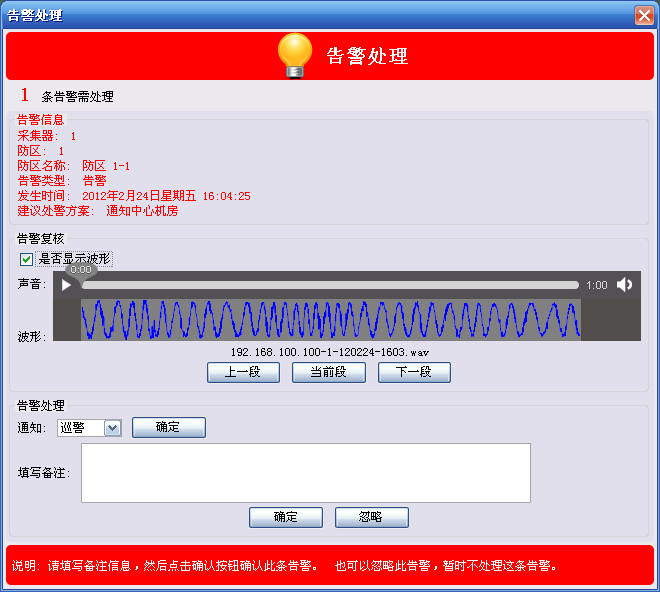 告警处理
告警处理
1 条告警需处理
告警信息
采集器: 1
防区: 1
防区名称: 防区 1-1
告警类型: 告警
发生时间: 2012年2月24日星期五 16:04:25
建议处警方案: 通知中心机房
告警复核
是否显示波形
0:00
声音: 1:00
波形:
192.168.100.100-1-120224-1603.wav
上一段 当前段 下一段
告警处理
通知: 巡警 确定
填写备注:
确定 忽略
说明: 请填写备注信息，然后点击确认按钮确认此条告警。 也可以忽略此告警，暂时不处理这条告警。